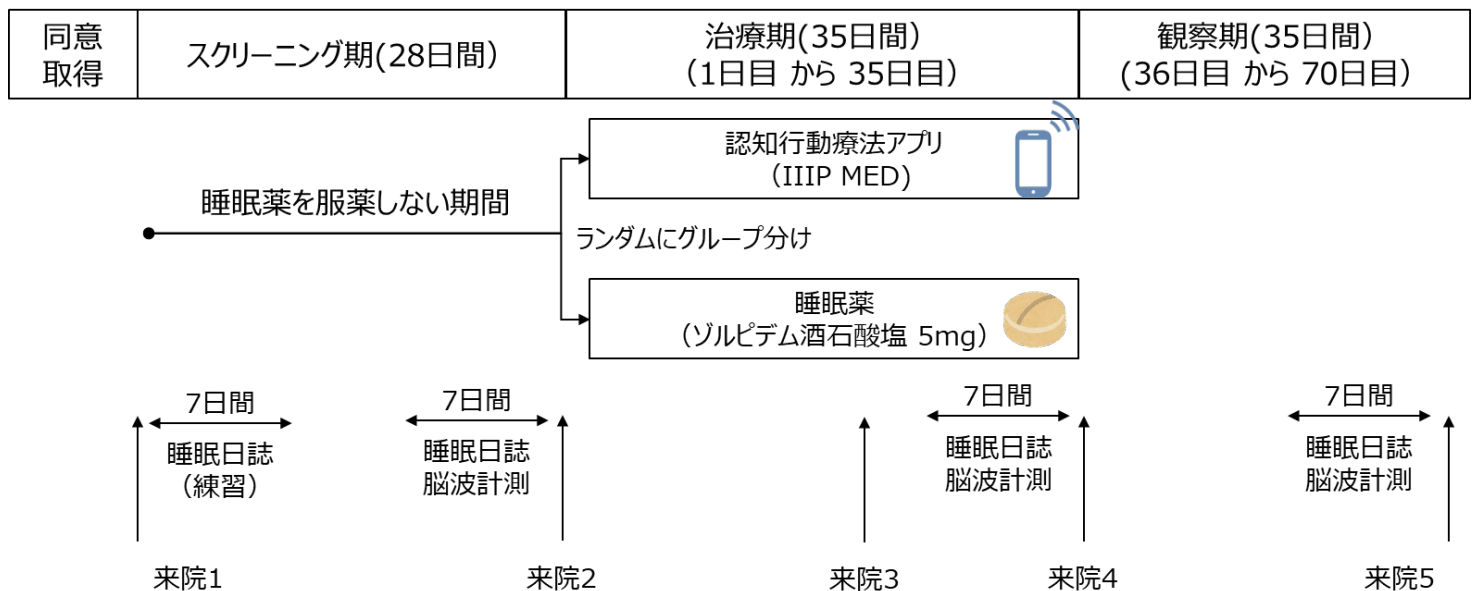 同意
取得
スクリーニング期(28日間)
治療期(35日間)
（1日目 から 35日目）
観察期(35日間)
(36日目 から 70日目)
認知行動療法アプリ
（IIIP MED）
睡眠薬を服薬しない期間
ランダムにグループ分け
睡眠薬
（ゾルピデム酒石酸塩 5mg）
7日間
睡眠日誌
（練習）
7日間
睡眠日誌
脳波計測
7日間
睡眠日誌
脳波計測
7日間
睡眠日誌
脳波計測
来院1
来院2
来院3
来院4
来院5